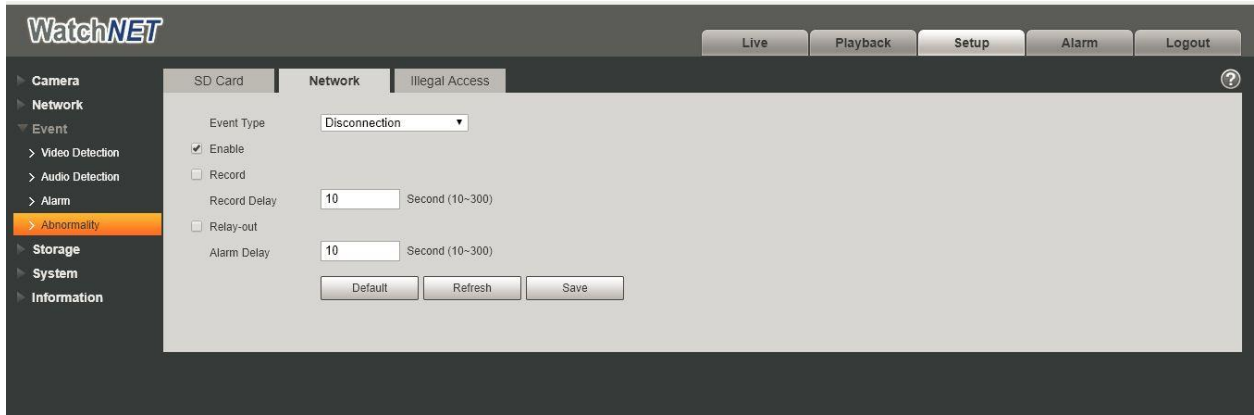 WatchNET
Live Playback Setup Alarm Logout
Camera
Network
Event
Video Detection
Audio Detection
Alarm
Abnormality
Storage
System
Information
SD Card Network Illegal Access ?
Event Type Disconnection
Enable
Record
Record Delay 10 Second (10~300)
Relay-out
Alarm Delay 10 Second (10~300)
Default Refresh Save